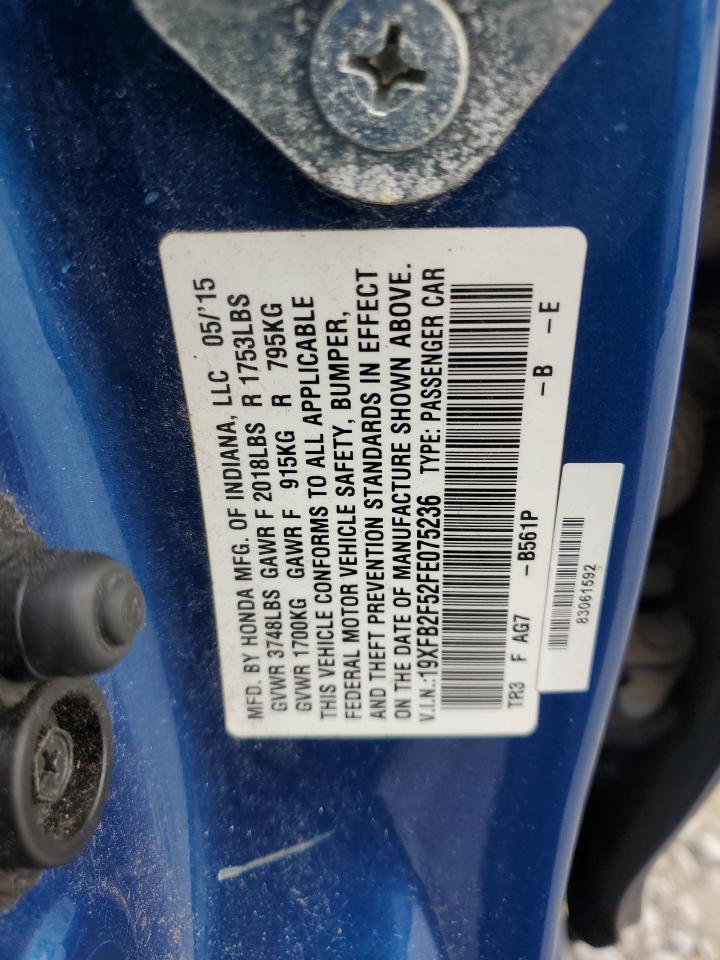 MFD. BY HONDA MFG. OF INDIANA, LLC 05/'15
GVWR 3748LBS GAWR F 2018LBS R 1753LBS
GVWR 1700KG GAWR F 915KG R 795KG
THIS VEHICLE CONFORMS TO ALL APPLICABLE
FEDERAL MOTOR VEHICLE SAFETY, BUMPER,
AND THEFT PREVENTION STANDARDS IN EFFECT
ON THE DATE OF MANUFACTURE SHOWN ABOVE.
V.I.N.:19XFB2F52FE075236 TYPE: PASSENGER CAR
TR3 F AG7 -B561P -B -E
83061592